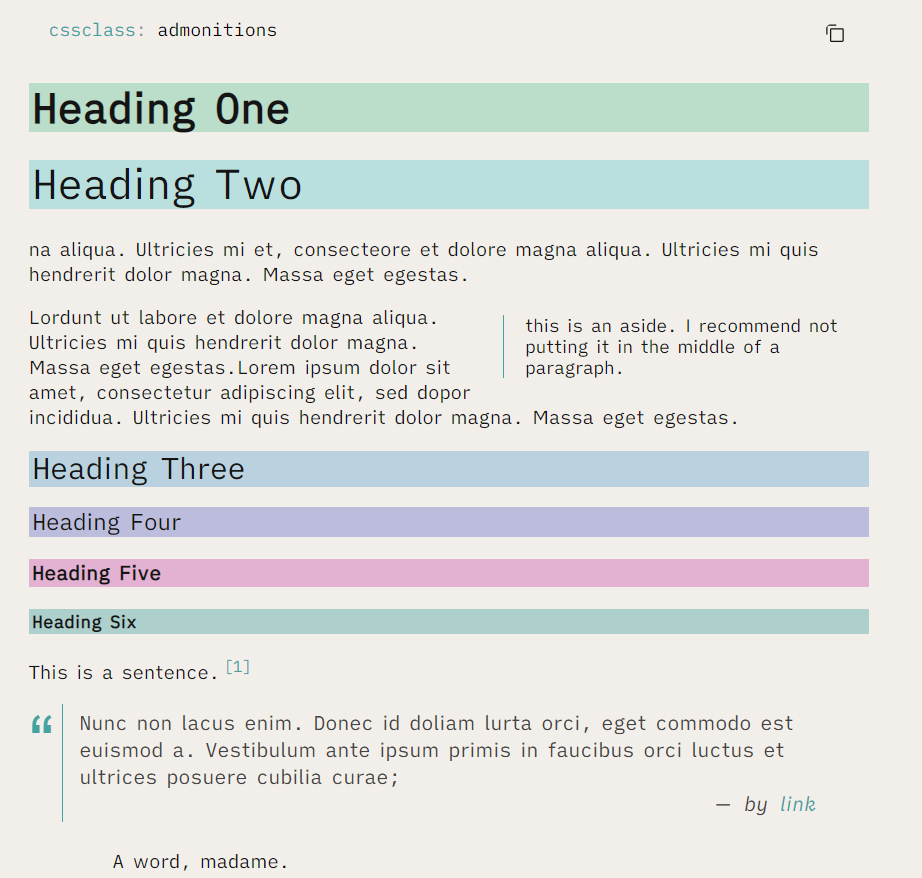 cssclass: admonitions
Heading One
Heading Two
na aliqua. Ultricies mi et, consecteore et dolore magna aliqua. Ultricies mi quis
hendrerit dolor magna. Massa eget egestas.
Lordunt ut labore et dolore magna aliqua.
Ultricies mi quis hendrerit dolor magna.
Massa eget egestas.Lorem ipsum dolor sit
amet, consectetur adipiscing elit, sed dopor
incididua. Ultricies mi quis hendrerit dolor magna. Massa eget egestas.
this is an aside. I recommend not
putting it in the middle of a
paragraph.
Heading Three
Heading Four
Heading Five
Heading Six
This is a sentence. [1]
“ Nunc non lacus enim. Donec id doliam lurta orci, eget commodo est
euismod a. Vestibulum ante ipsum primis in faucibus orci luctus et
ultrices posuere cubilia curae;
— by link
A word, madame.